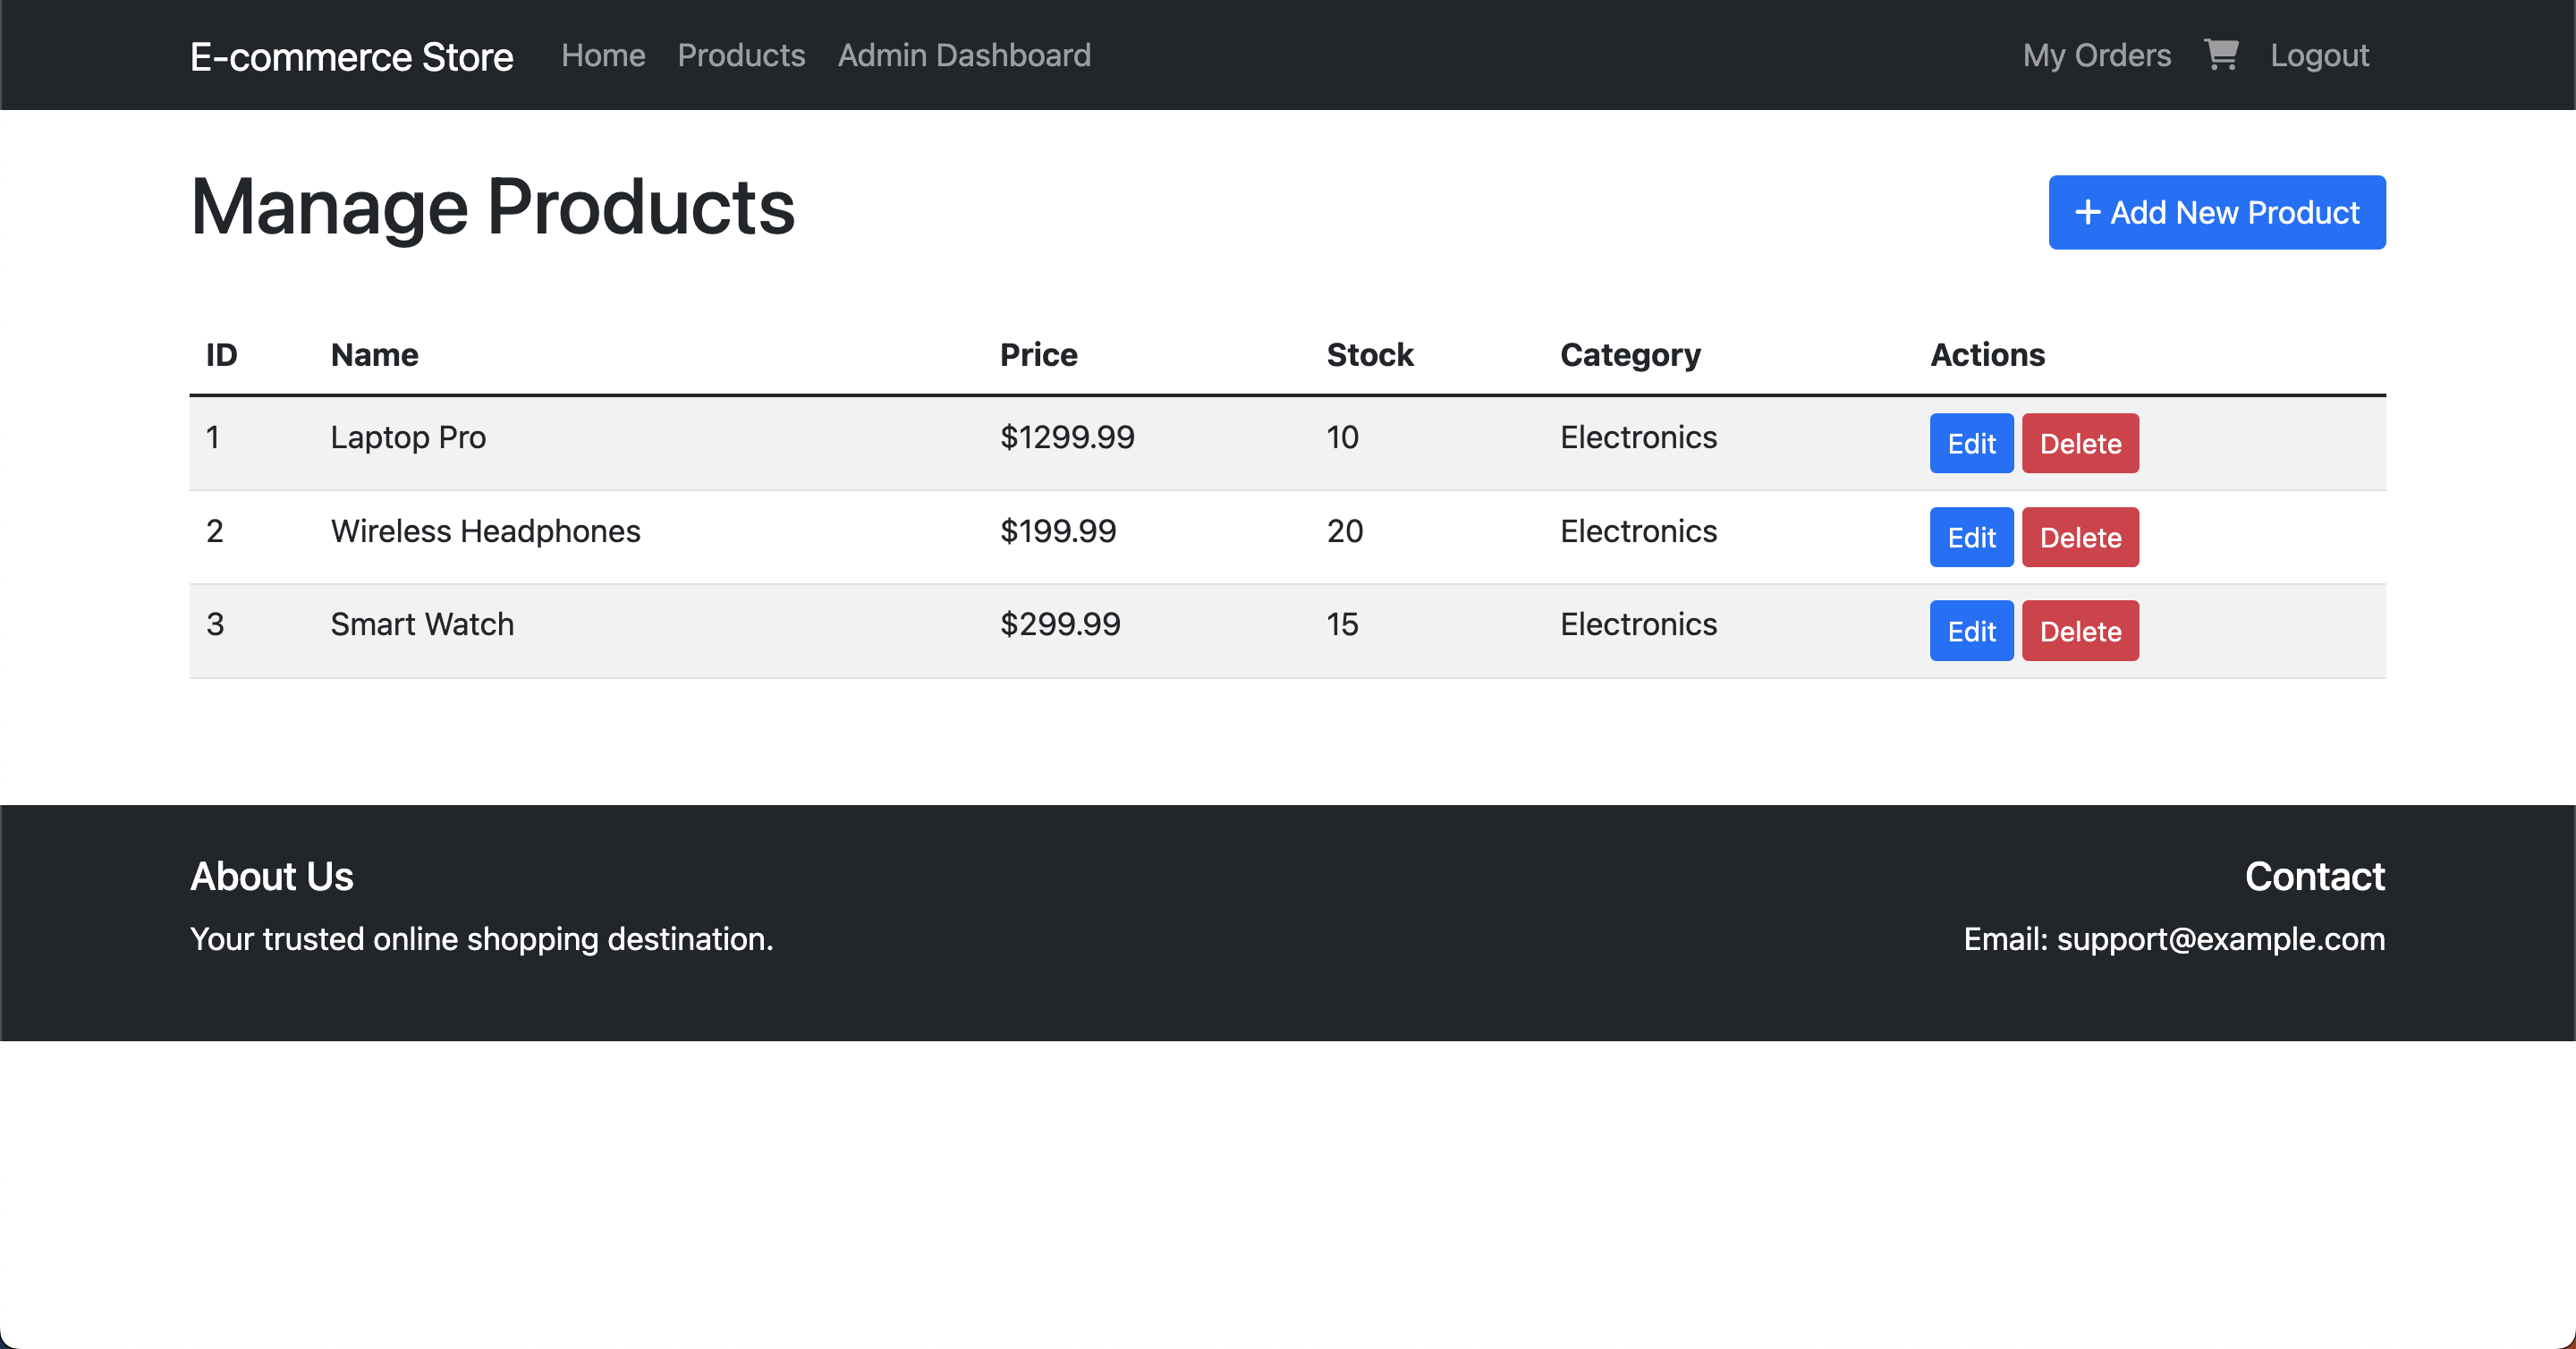 E-commerce Store Home Products Admin Dashboard My Orders Logout
Manage Products + Add New Product
ID Name Price Stock Category Actions
1 Laptop Pro $1299.99 10 Electronics Edit Delete
2 Wireless Headphones $199.99 20 Electronics Edit Delete
3 Smart Watch $299.99 15 Electronics Edit Delete
About Us Contact
Your trusted online shopping destination. Email: support@example.com